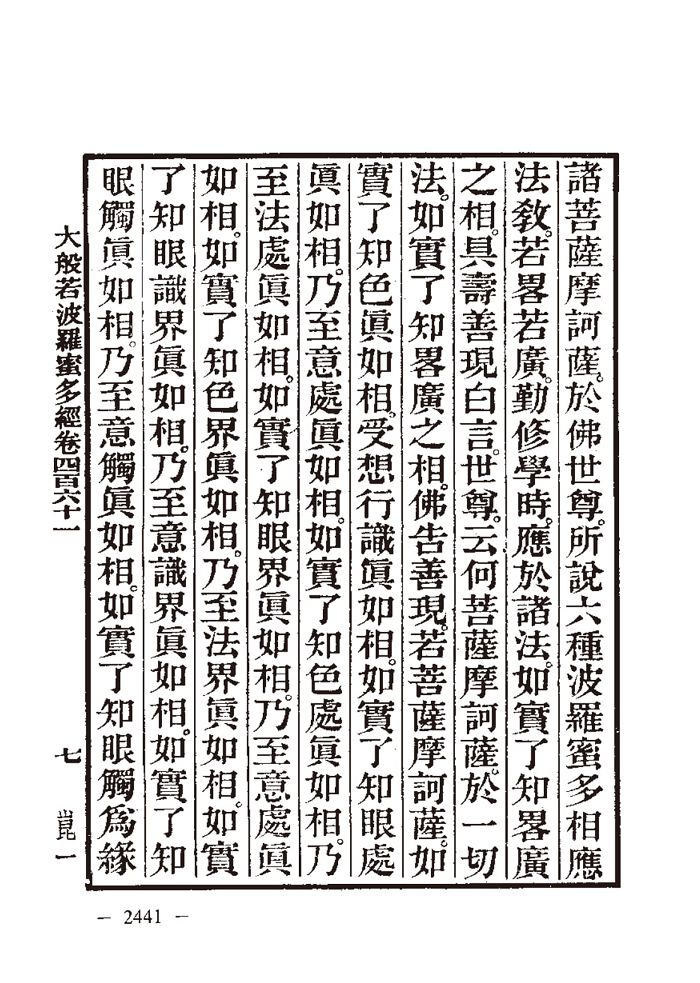 諸菩薩摩訶薩。於佛世尊。所說六種波羅蜜多相應
法敎。若畧若廣。勤修學時。應於諸法。如實了知畧廣
之相。具壽善現白言。世尊。云何菩薩摩訶薩。於一切
法。如實了知畧廣之相。佛告善現。若菩薩摩訶薩。如
實了知色眞如相。受想行識眞如相。如實了知眼處
眞如相。乃至意處眞如相。如實了知色處眞如相。乃
至法處眞如相。如實了知眼界眞如相。乃至意處眞
如相。如實了知色界眞如相。乃至法界眞如相。如實
了知眼識界眞如相。乃至意識界眞如相。如實了知
眼觸眞如相。乃至意觸眞如相。如實了知眼觸爲緣
大般若波羅蜜多經卷四百六十一 七 崑一
— 2441 —